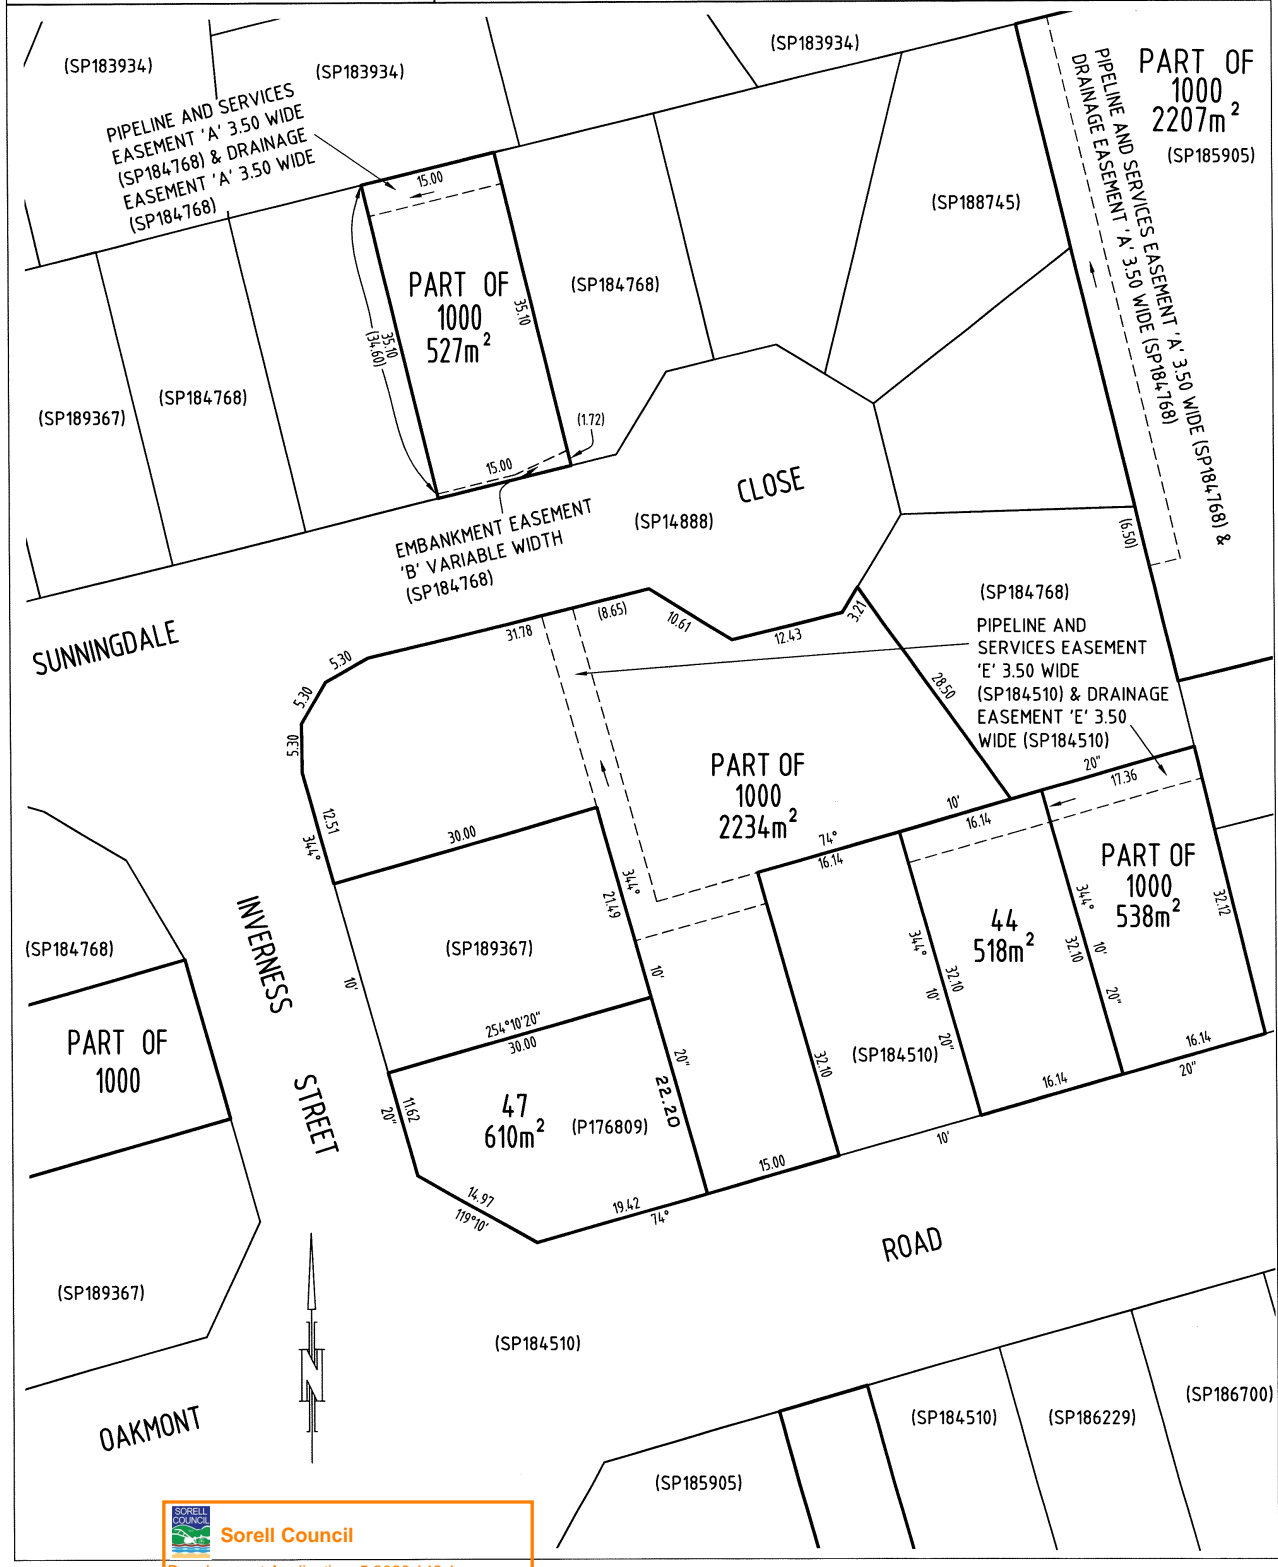 (SP183934)
(SP183934)
(SP183934)
PART OF
1000
2207m²
(SP185905)
PIPELINE AND SERVICES
EASEMENT 'A' 3.50 WIDE
(SP184768) & DRAINAGE
EASEMENT 'A' 3.50 WIDE
(SP184768)
PIPELINE AND SERVICES EASEMENT 'A' 3.50 WIDE (SP184768) &
DRAINAGE EASEMENT 'A' 3.50 WIDE (SP184768)
15.00
(SP188745)
PART OF
1000
527m²
35.10
35.10
(34.60)
(SP184768)
(SP184768)
(SP189367)
(1.72)
15.00
CLOSE
(SP14888)
EMBANKMENT EASEMENT
'B' VARIABLE WIDTH
(SP184768)
(6.50)
(SP184768)
SUNNINGDALE
31.78
(8.65)
10.61
12.43
3.21
5.30
5.30
5.30
PIPELINE AND
SERVICES EASEMENT
'E' 3.50 WIDE
(SP184510) & DRAINAGE
EASEMENT 'E' 3.50
WIDE (SP184510)
28.50
PART OF
1000
2234m²
20"
17.36
10'
16.14
74°
16.14
12.51
344°
30.00
344°
21.49
10'
PART OF
1000
538m²
32.12
44
518m²
344°
10'
20"
32.10
344°
10'
20"
32.10
INVERNESS
STREET
10'
(SP189367)
(SP184768)
PART OF
1000
254°10'20"
30.00
20"
22.20
32.10
(SP184510)
16.14
20"
16.14
10'
11.62
20"
47
610m²
(P176809)
15.00
14.97
119°10'
19.42
74°
ROAD
(SP189367)
(SP184510)
N
OAKMONT
(SP185905)
(SP184510)
(SP186229)
(SP186700)
SORELL
COUNCIL
Sorell Council